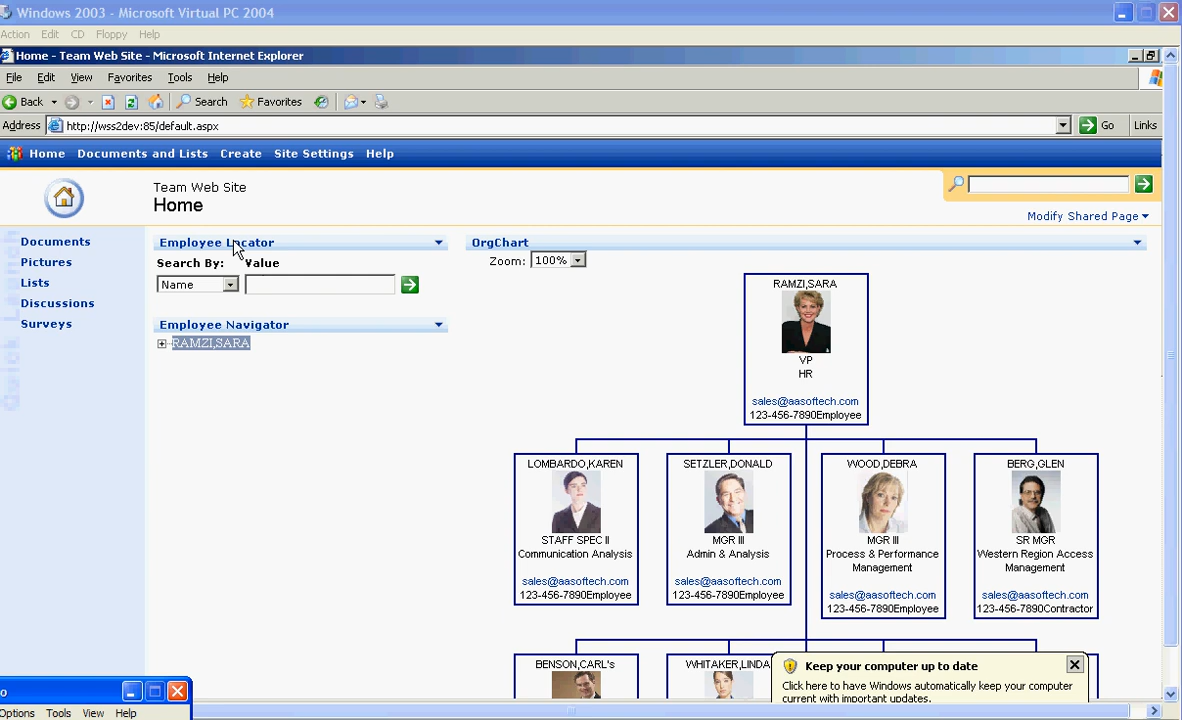 Windows 2003 - Microsoft Virtual PC 2004
Action Edit CD Floppy Help
Home - Team Web Site - Microsoft Internet Explorer
File Edit View Favorites Tools Help
Back Search Favorites
Address http://wss2dev:85/default.aspx Go Links
Home Documents and Lists Create Site Settings Help
Team Web Site
Home
Modify Shared Page
Documents
Pictures
Lists
Discussions
Surveys
Employee Locator
Search By: Value
Name
Employee Navigator
RAMZI,SARA
OrgChart
Zoom: 100%
RAMZI,SARA
VP
HR
sales@aasoftech.com
123-456-7890Employee
LOMBARDO,KAREN
STAFF SPEC II
Communication Analysis
sales@aasoftech.com
123-456-7890Employee
SETZLER,DONALD
MGR III
Admin & Analysis
sales@aasoftech.com
123-456-7890Employee
WOOD,DEBRA
MGR III
Process & Performance
Management
sales@aasoftech.com
123-456-7890Employee
BERG,GLEN
SR MGR
Western Region Access
Management
sales@aasoftech.com
123-456-7890Contractor
BENSON,CARL's
WHITAKER,LINDA
Keep your computer up to date
Click here to have Windows automatically keep your computer
current with important updates.
o
Options Tools View Help